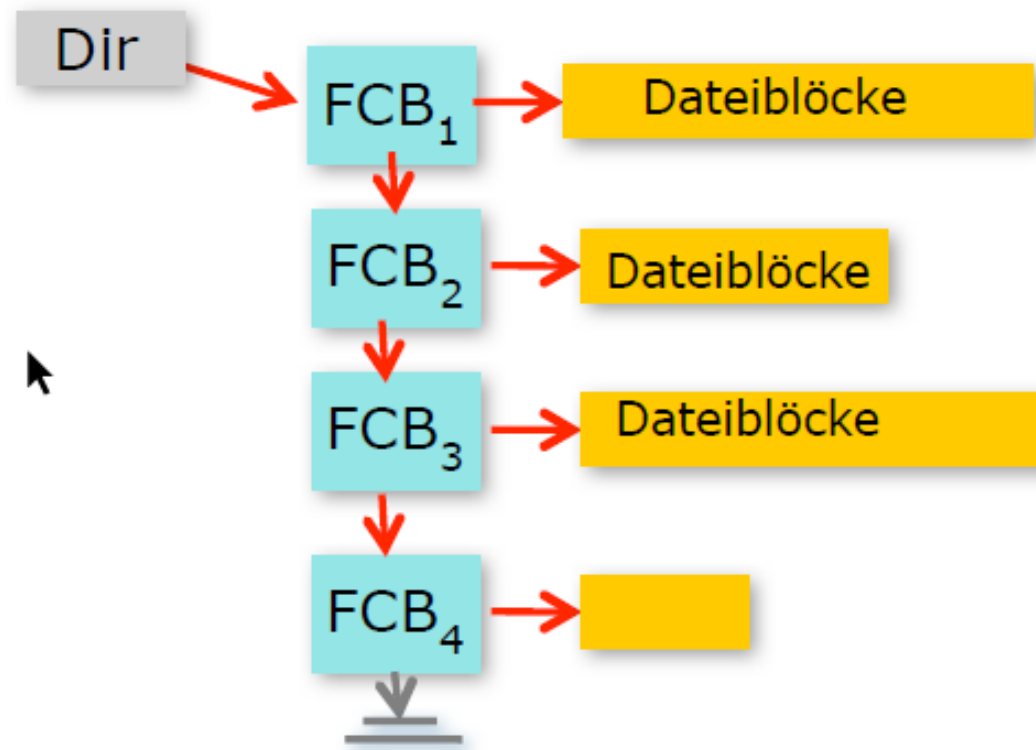 Dir
FCB₁
Dateiblöcke
FCB₂
Dateiblöcke
FCB₃
Dateiblöcke
FCB₄